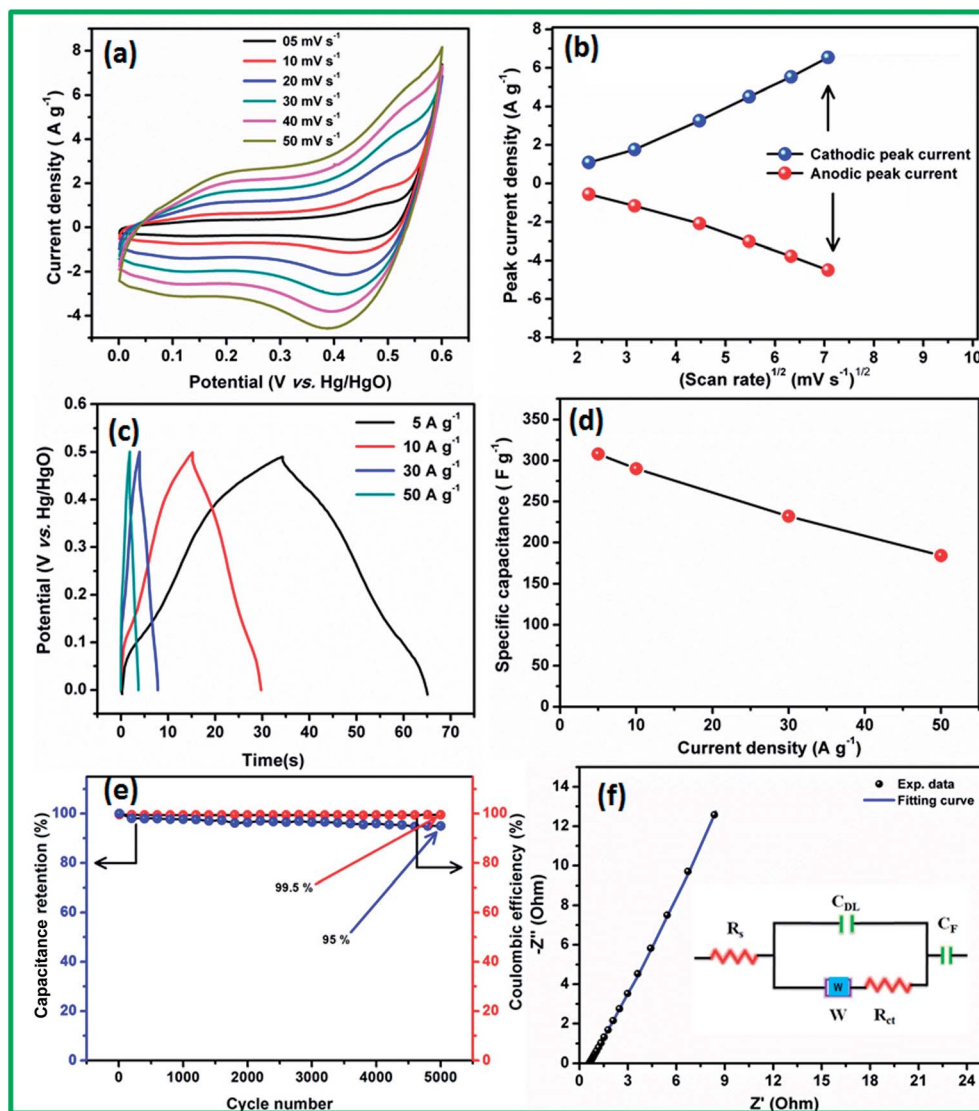 (a)
05 mV s⁻¹
10 mV s⁻¹
20 mV s⁻¹
30 mV s⁻¹
40 mV s⁻¹
50 mV s⁻¹
Current density ( A g⁻¹)
8
6
4
2
0
-2
-4
0.0 0.1 0.2 0.3 0.4 0.5 0.6
Potential (V vs. Hg/HgO)
(b)
Peak current density (A g⁻¹)
8
6
4
2
0
-2
-4
-6
-8
Cathodic peak current
Anodic peak current
2 3 4 5 6 7 8 9 10
(Scan rate)¹/² (mV s⁻¹)¹/²
(c)
5 A g⁻¹
10 A g⁻¹
30 A g⁻¹
50 A g⁻¹
Potential (V vs. Hg/HgO)
0.5
0.4
0.3
0.2
0.1
0.0
0 10 20 30 40 50 60 70
Time(s)
(d)
Specific capacitance ( F g⁻¹)
350
300
250
200
150
100
50
0
0 10 20 30 40 50
Current density (A g⁻¹)
(e)
Capacitance retention (%)
100
80
60
40
20
0
99.5 %
95 %
100
80
60
40
20
0
Coulombic efficiency (%)
0 1000 2000 3000 4000 5000
Cycle number
(f)
Exp. data
Fitting curve
-Z'' (Ohm)
14
12
10
8
6
4
2
0
C_DL
R_s
C_F
W
W
R_ct
0 3 6 9 12 15 18 21 24
Z' (Ohm)